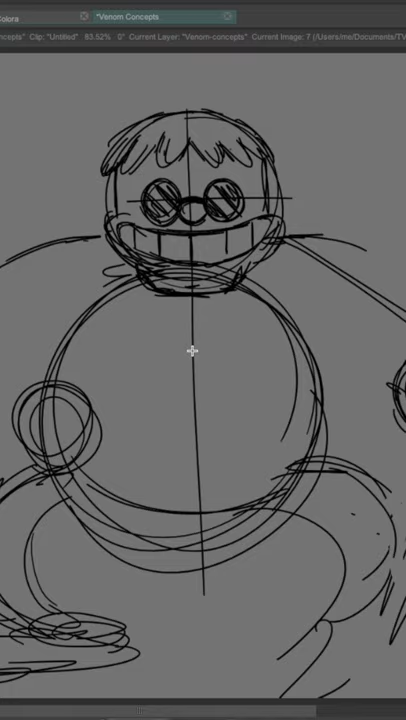 Colora
*Venom Concepts
cepts" Clip: "Untitled" 83.52% 0° Current Layer: "Venom-concepts" Current Image: 7 (/Users/me/Documents/TV